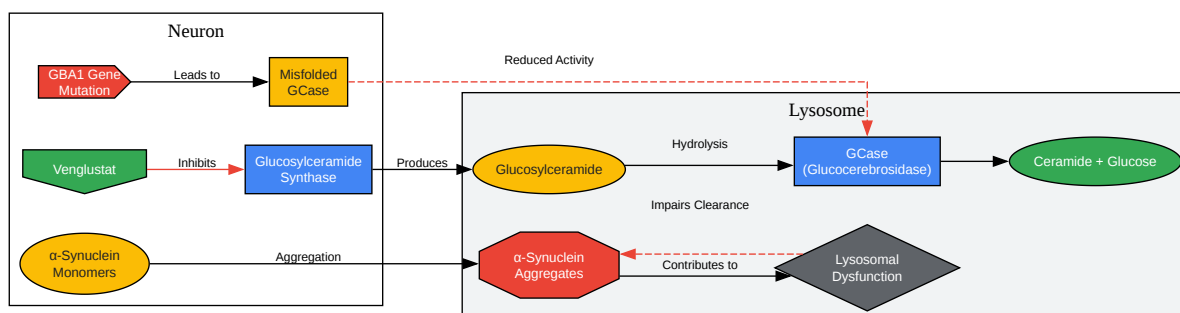 Neuron
GBA1 Gene
Mutation
Leads to
Misfolded
GCase
Reduced Activity
Lysosome
Venglustat
Inhibits
Glucosylceramide
Synthase
Produces
Glucosylceramide
Hydrolysis
GCase
(Glucocerebrosidase)
Ceramide + Glucose
Impairs Clearance
α-Synuclein
Monomers
Aggregation
α-Synuclein
Aggregates
Contributes to
Lysosomal
Dysfunction